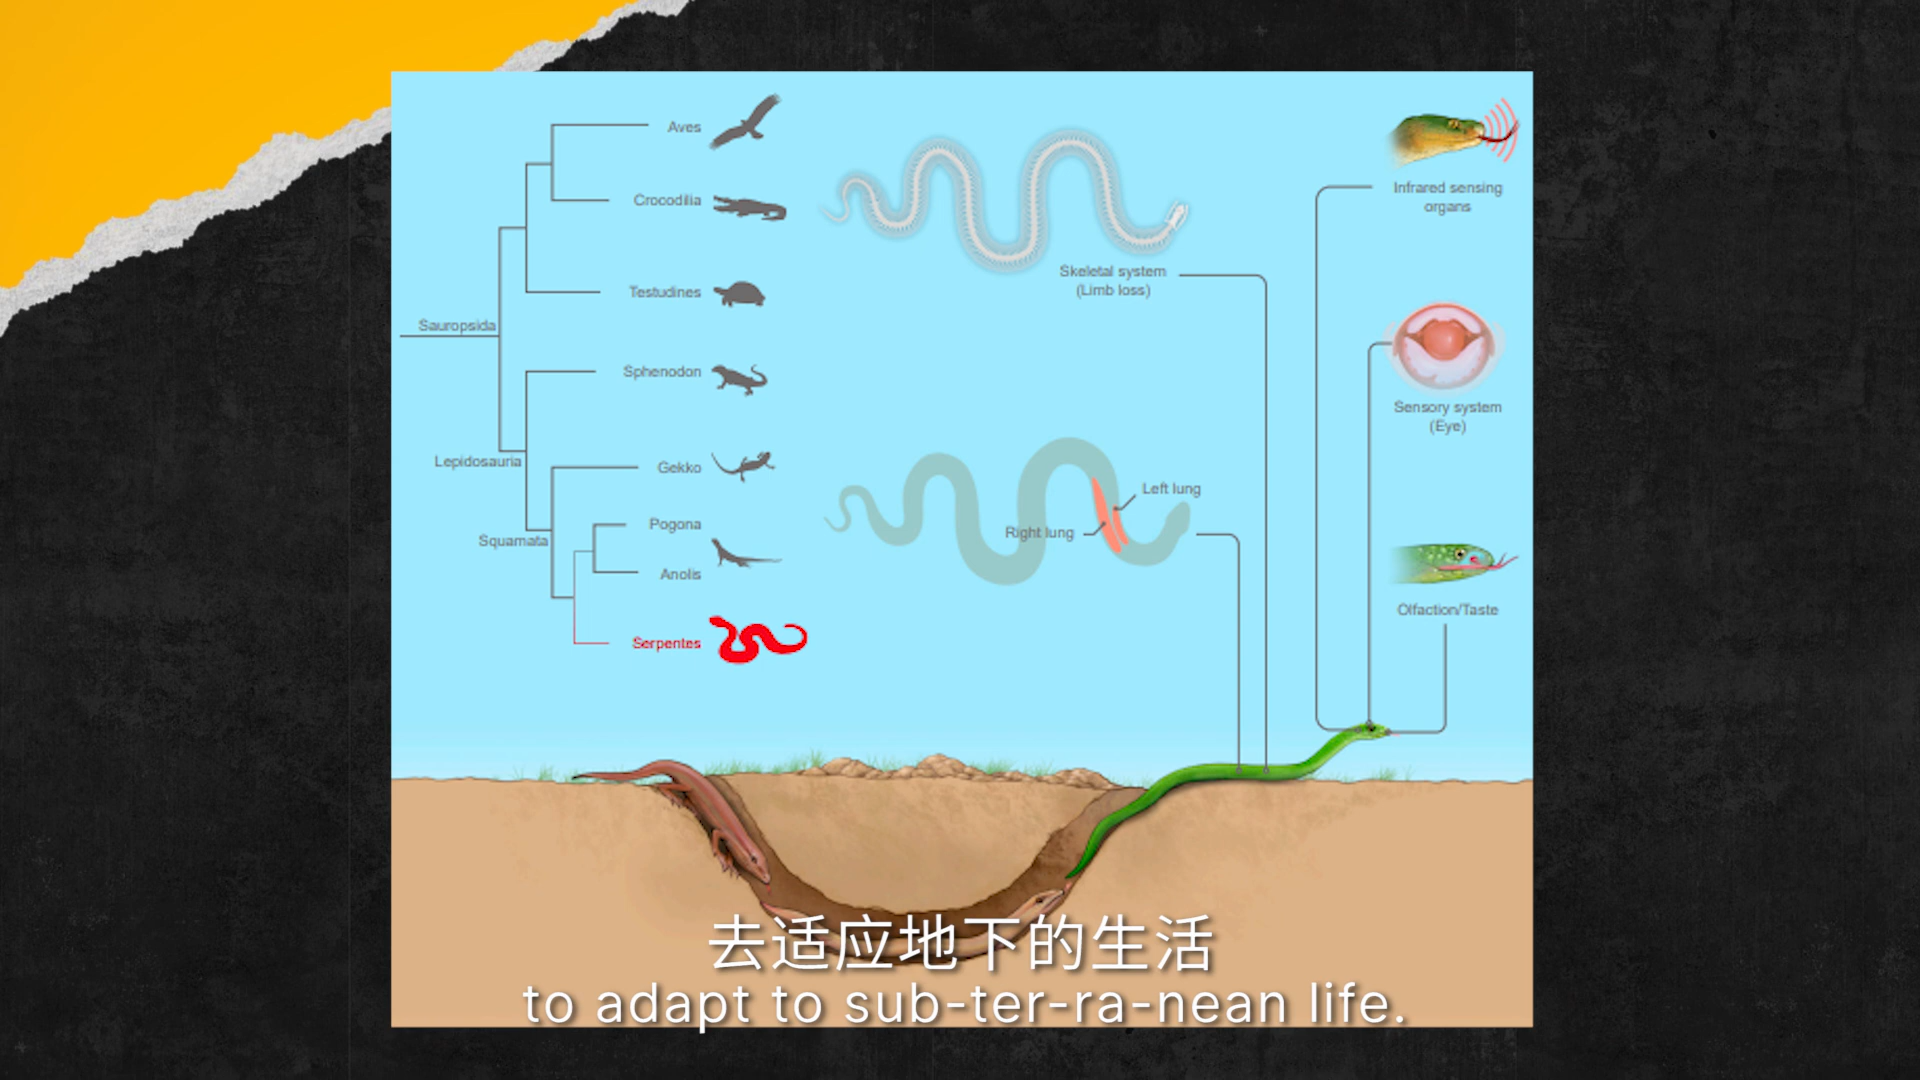 Aves
Crocodilia
Testudines
Sauropsida
Sphenodon
Lepidosauria
Gekko
Pogona
Squamata
Anolis
Serpentes
Skeletal system
(Limb loss)
Left lung
Right lung
Infrared sensing
organs
Sensory system
(Eye)
Olfaction/Taste
去适应地下的生活
to adapt to sub-ter-ra-nean life.